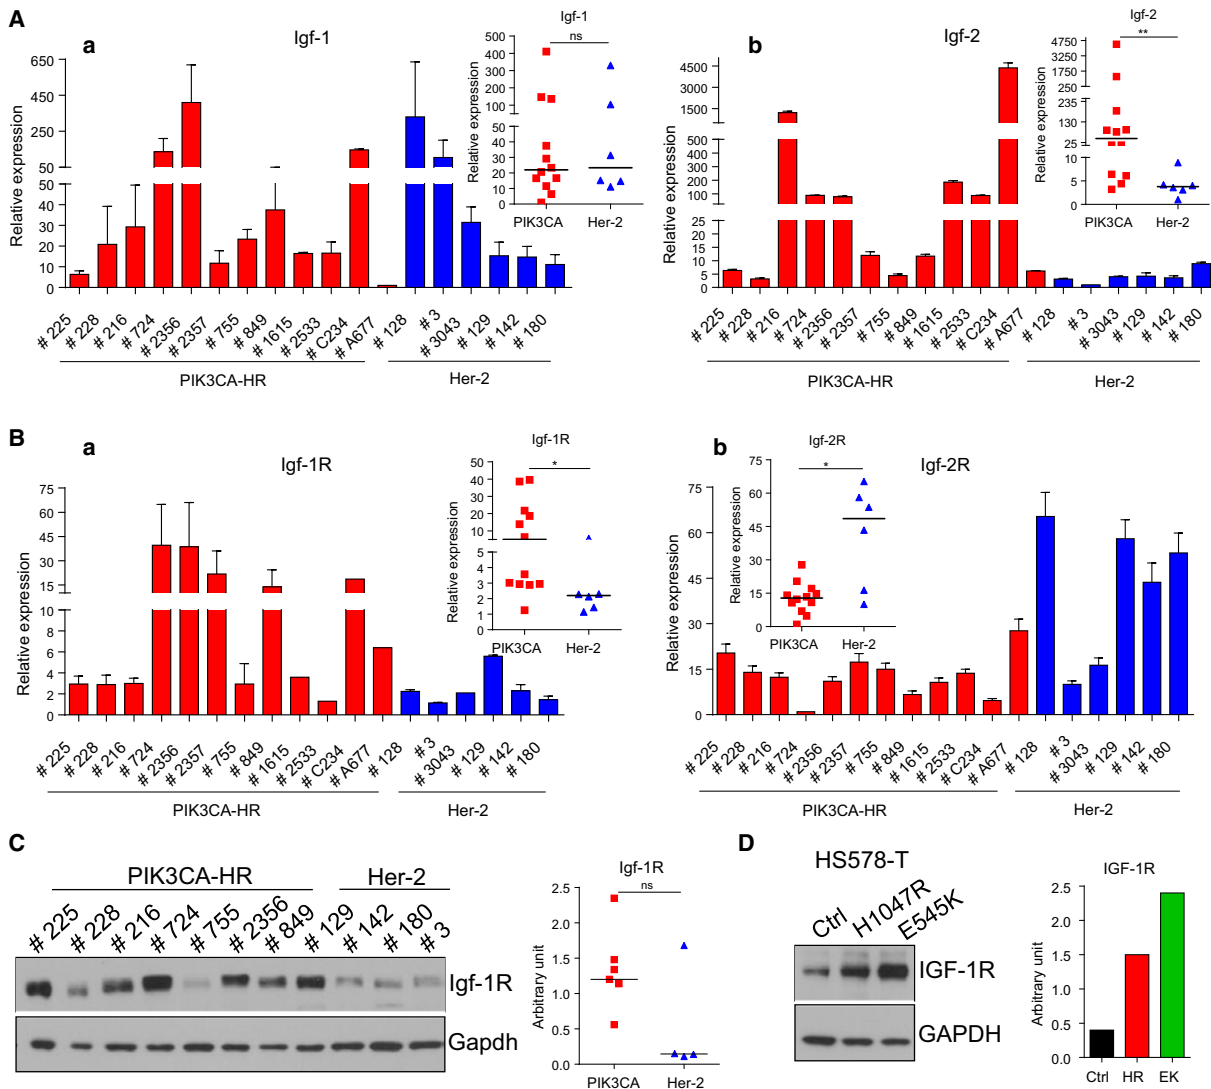 A
a
Igf-1
Relative expression
650
450
250
50
50
40
30
20
10
0
# 225
# 228
# 216
# 724
# 2356
# 2357
# 755
# 849
# 1615
# 2533
# C234
# A677
# 128
# 3
# 3043
# 129
# 142
# 180
PIK3CA-HR
Her-2
Igf-1
ns
Relative expression
500
400
300
200
100
50
50
40
30
20
10
0
PIK3CA
Her-2
b
Igf-2
Relative expression
4500
3000
1500
500
500
400
300
200
100
25
25
20
15
10
5
0
# 225
# 228
# 216
# 724
# 2356
# 2357
# 755
# 849
# 1615
# 2533
# C234
# A677
# 128
# 3
# 3043
# 129
# 142
# 180
PIK3CA-HR
Her-2
Igf-2
**
Relative expression
4750
3250
1750
250
235
130
25
10
5
0
PIK3CA
Her-2
B
a
Igf-1R
Relative expression
75
60
45
30
15
10
10
8
6
4
2
0
# 225
# 228
# 216
# 724
# 2356
# 2357
# 755
# 849
# 1615
# 2533
# C234
# A677
# 128
# 3
# 3043
# 129
# 142
# 180
PIK3CA-HR
Her-2
Igf-1R
*
Relative expression
50
40
30
20
10
5
5
4
3
2
1
0
PIK3CA
Her-2
b
Igf-2R
Relative expression
75
60
45
30
15
0
# 225
# 228
# 216
# 724
# 2356
# 2357
# 755
# 849
# 1615
# 2533
# C234
# A677
# 128
# 3
# 3043
# 129
# 142
# 180
PIK3CA-HR
Her-2
Igf-2R
*
Relative expression
75
60
45
30
15
0
PIK3CA
Her-2
C
PIK3CA-HR
Her-2
# 225
# 228
# 216
# 724
# 755
# 2356
# 849
# 129
# 142
# 180
# 3
Igf-1R
Gapdh
Igf-1R
ns
Arbitrary unit
2.5
2.0
1.5
1.0
0.5
0.0
PIK3CA
Her-2
D
HS578-T
Ctrl
H1047R
E545K
IGF-1R
GAPDH
IGF-1R
Arbitrary unit
2.5
2.0
1.5
1.0
0.5
0.0
Ctrl
HR
EK